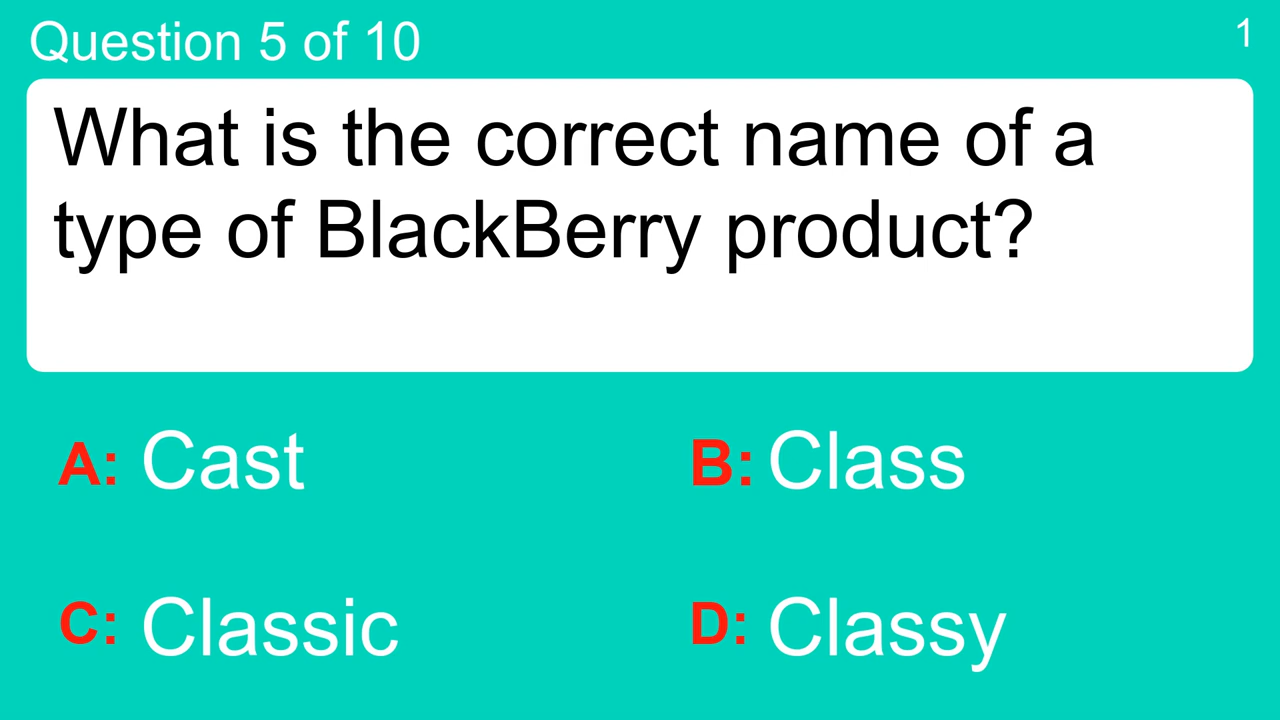 Question 5 of 10
1
What is the correct name of a
type of BlackBerry product?
A: Cast
B: Class
C: Classic
D: Classy